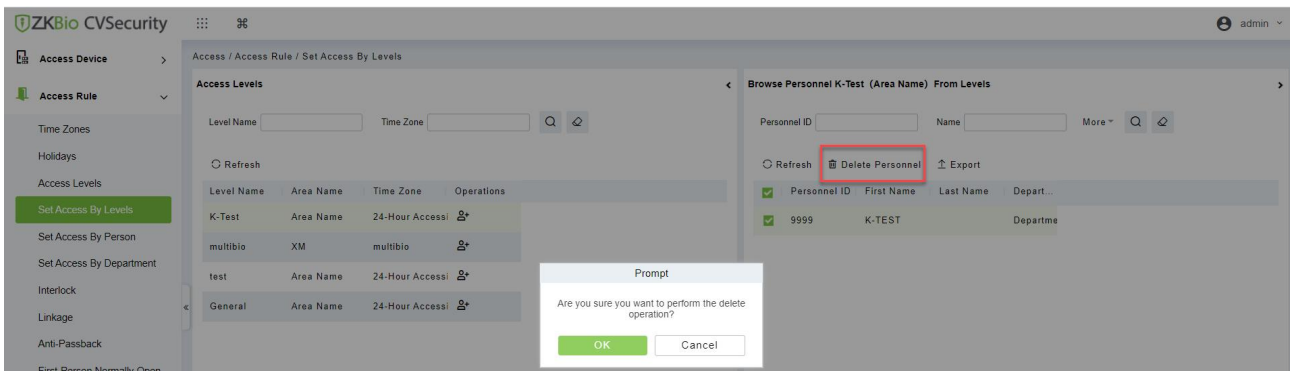 ZKBio CVSecurity
admin
Access Device
Access Rule
Time Zones
Holidays
Access Levels
Set Access By Levels
Set Access By Person
Set Access By Department
Interlock
Linkage
Anti-Passback
First-Person Normally Open
Access / Access Rule / Set Access By Levels
Access Levels
Level Name Time Zone
Refresh
Level Name Area Name Time Zone Operations
K-Test Area Name 24-Hour Accessi
multibio XM multibio
test Area Name 24-Hour Accessi
General Area Name 24-Hour Accessi
Browse Personnel K-Test (Area Name) From Levels
Personnel ID Name More
Refresh Delete Personnel Export
Personnel ID First Name Last Name Depart...
9999 K-TEST Departme
Prompt
Are you sure you want to perform the delete
operation?
OK Cancel